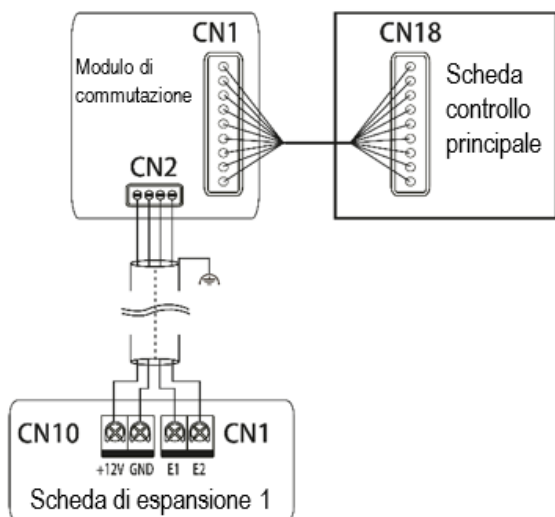 CN1
CN18
Modulo di
commutazione
Scheda
controllo
principale
CN2
CN10
CN1
+12V GND E1 E2
Scheda di espansione 1